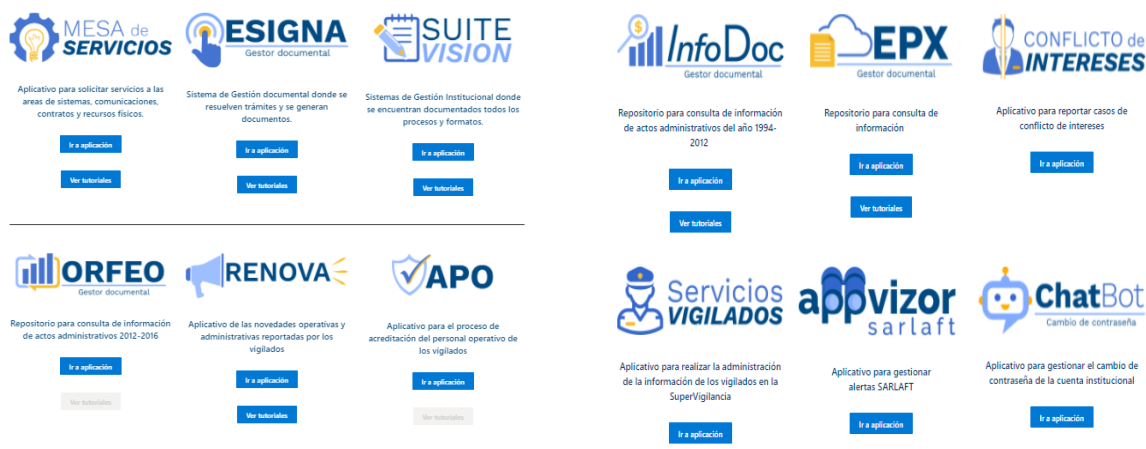 MESA de
SERVICIOS
Aplicativo para solicitar servicios a las
areas de sistemas, comunicaciones,
contratos y recursos físicos.
Ir a aplicación
Ver tutoriales
ESIGNA
Gestor documental
Sistema de Gestión documental donde se
resuelven trámites y se generan
documentos.
Ir a aplicación
Ver tutoriales
SUITE
VISION
Sistemas de Gestión Institucional donde
se encuentran documentados todos los
procesos y formatos.
Ir a aplicación
Ver tutoriales
InfoDoc
Gestor documental
Repositorio para consulta de información
de actos administrativos del año 1994-
2012
Ir a aplicación
Ver tutoriales
EPX
Gestor documental
Repositorio para consulta de
información
Ir a aplicación
Ver tutoriales
CONFLICTO de
INTERESES
Aplicativo para reportar casos de
conflicto de intereses
Ir a aplicación
ORFEO
Gestor documental
Repositorio para consulta de información
de actos administrativos 2012-2016
Ir a aplicación
Ver tutoriales
RENOVA
Aplicativo de las novedades operativas y
administrativas reportadas por los
vigilados
Ir a aplicación
Ver tutoriales
APO
Aplicativo para el proceso de
acreditación del personal operativo de
los vigilados
Ir a aplicación
Ver tutoriales
Servicios
VIGILADOS
Aplicativo para realizar la administración
de la información de los vigilados en la
SuperVigilancia
Ir a aplicación
appvizor
sarlaft
Aplicativo para gestionar
alertas SARLAFT
Ir a aplicación
ChatBot
Cambio de contraseña
Aplicativo para gestionar el cambio de
contraseña de la cuenta institucional
Ir a aplicación